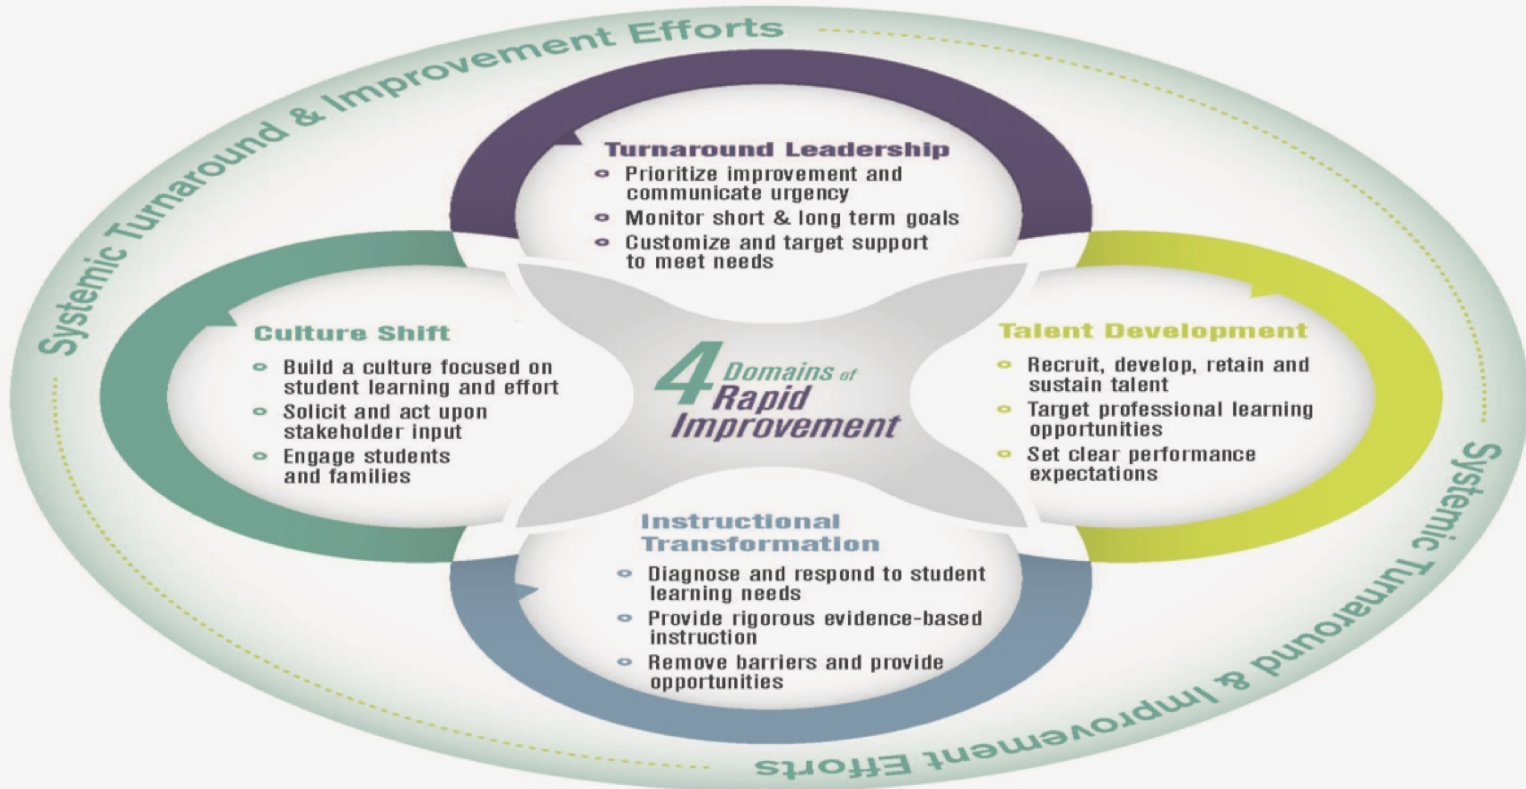 Systemic Turnaround & Improvement Efforts
Turnaround Leadership
Prioritize improvement and
communicate urgency
Monitor short & long term goals
Customize and target support
to meet needs
Culture Shift
Build a culture focused on
student learning and effort
Solicit and act upon
stakeholder input
Engage students
and families
4 Domains of
Rapid
Improvement
Talent Development
Recruit, develop, retain and
sustain talent
Target professional learning
opportunities
Set clear performance
expectations
Instructional
Transformation
Diagnose and respond to student
learning needs
Provide rigorous evidence-based
instruction
Remove barriers and provide
opportunities
Systemic Turnaround & Improvement Efforts